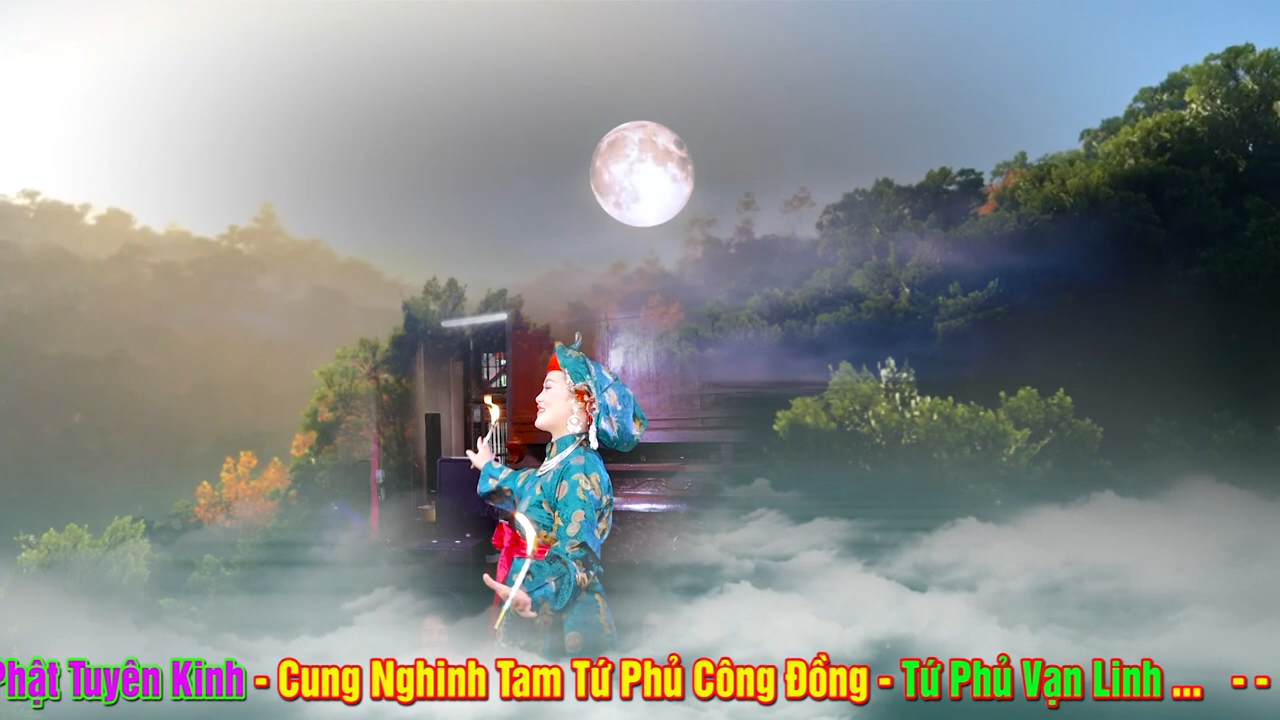 Phật Tuyên Kinh - Cung Nghinh Tam Tứ Phủ Công Đồng - Tứ Phủ Vạn Linh ... - -